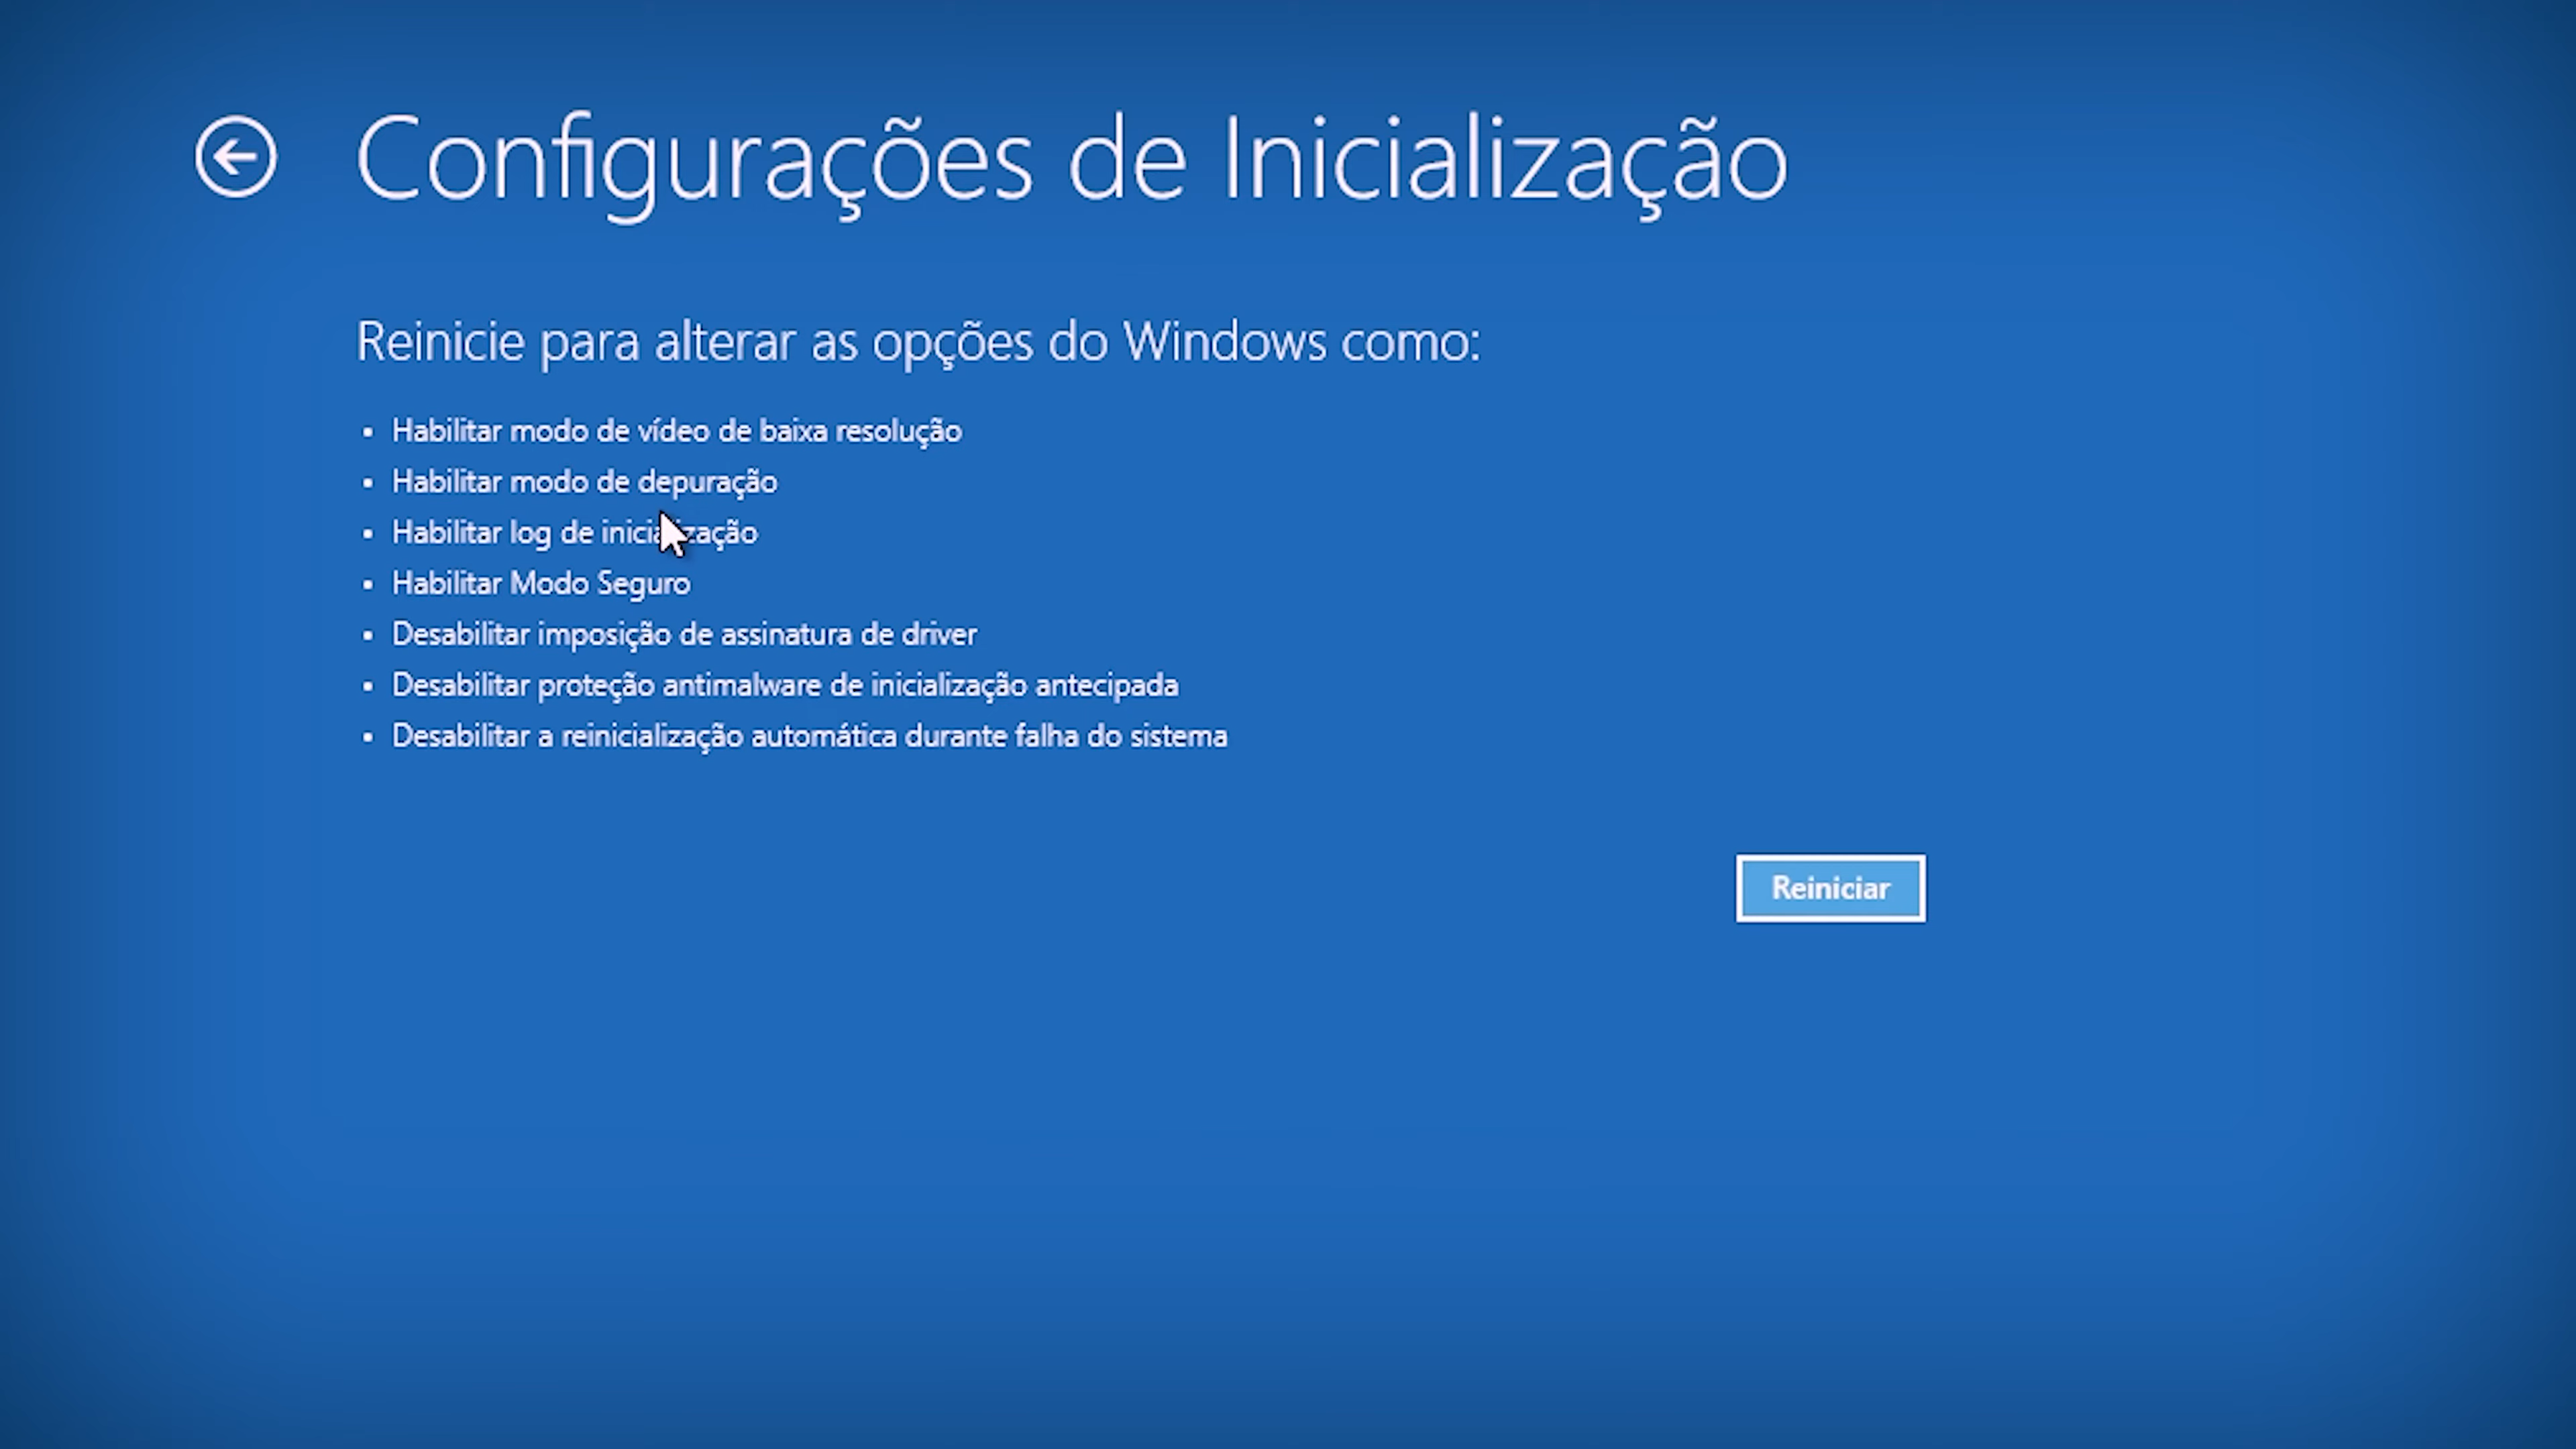 Configurações de Inicialização
Reinicie para alterar as opções do Windows como:
Habilitar modo de vídeo de baixa resolução
Habilitar modo de depuração
Habilitar log de inicialização
Habilitar Modo Seguro
Desabilitar imposição de assinatura de driver
Desabilitar proteção antimalware de inicialização antecipada
Desabilitar a reinicialização automática durante falha do sistema
Reiniciar